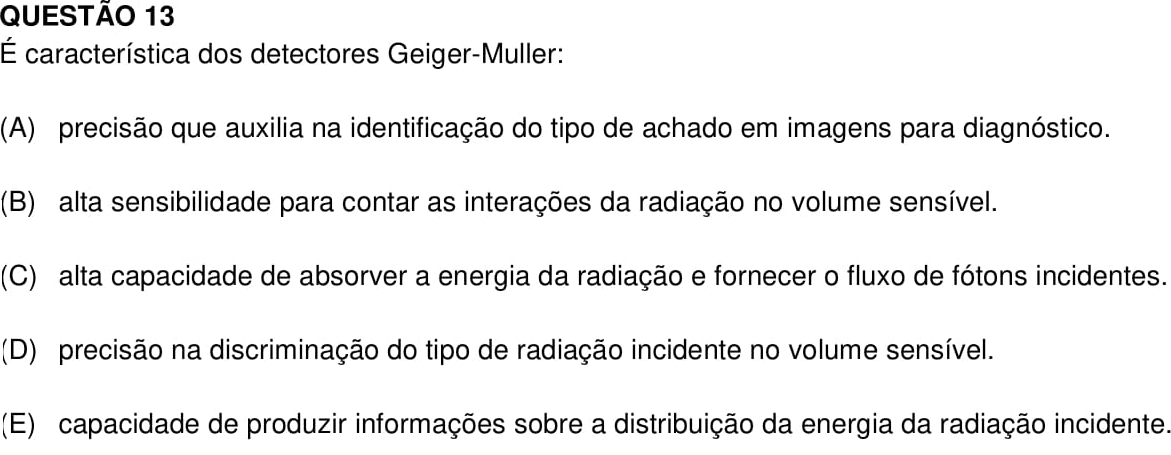 QUESTÃO 13
É característica dos detectores Geiger-Muller:
(A) precisão que auxilia na identificação do tipo de achado em imagens para diagnóstico.
(B) alta sensibilidade para contar as interações da radiação no volume sensível.
(C) alta capacidade de absorver a energia da radiação e fornecer o fluxo de fótons incidentes.
(D) precisão na discriminação do tipo de radiação incidente no volume sensível.
(E) capacidade de produzir informações sobre a distribuição da energia da radiação incidente.